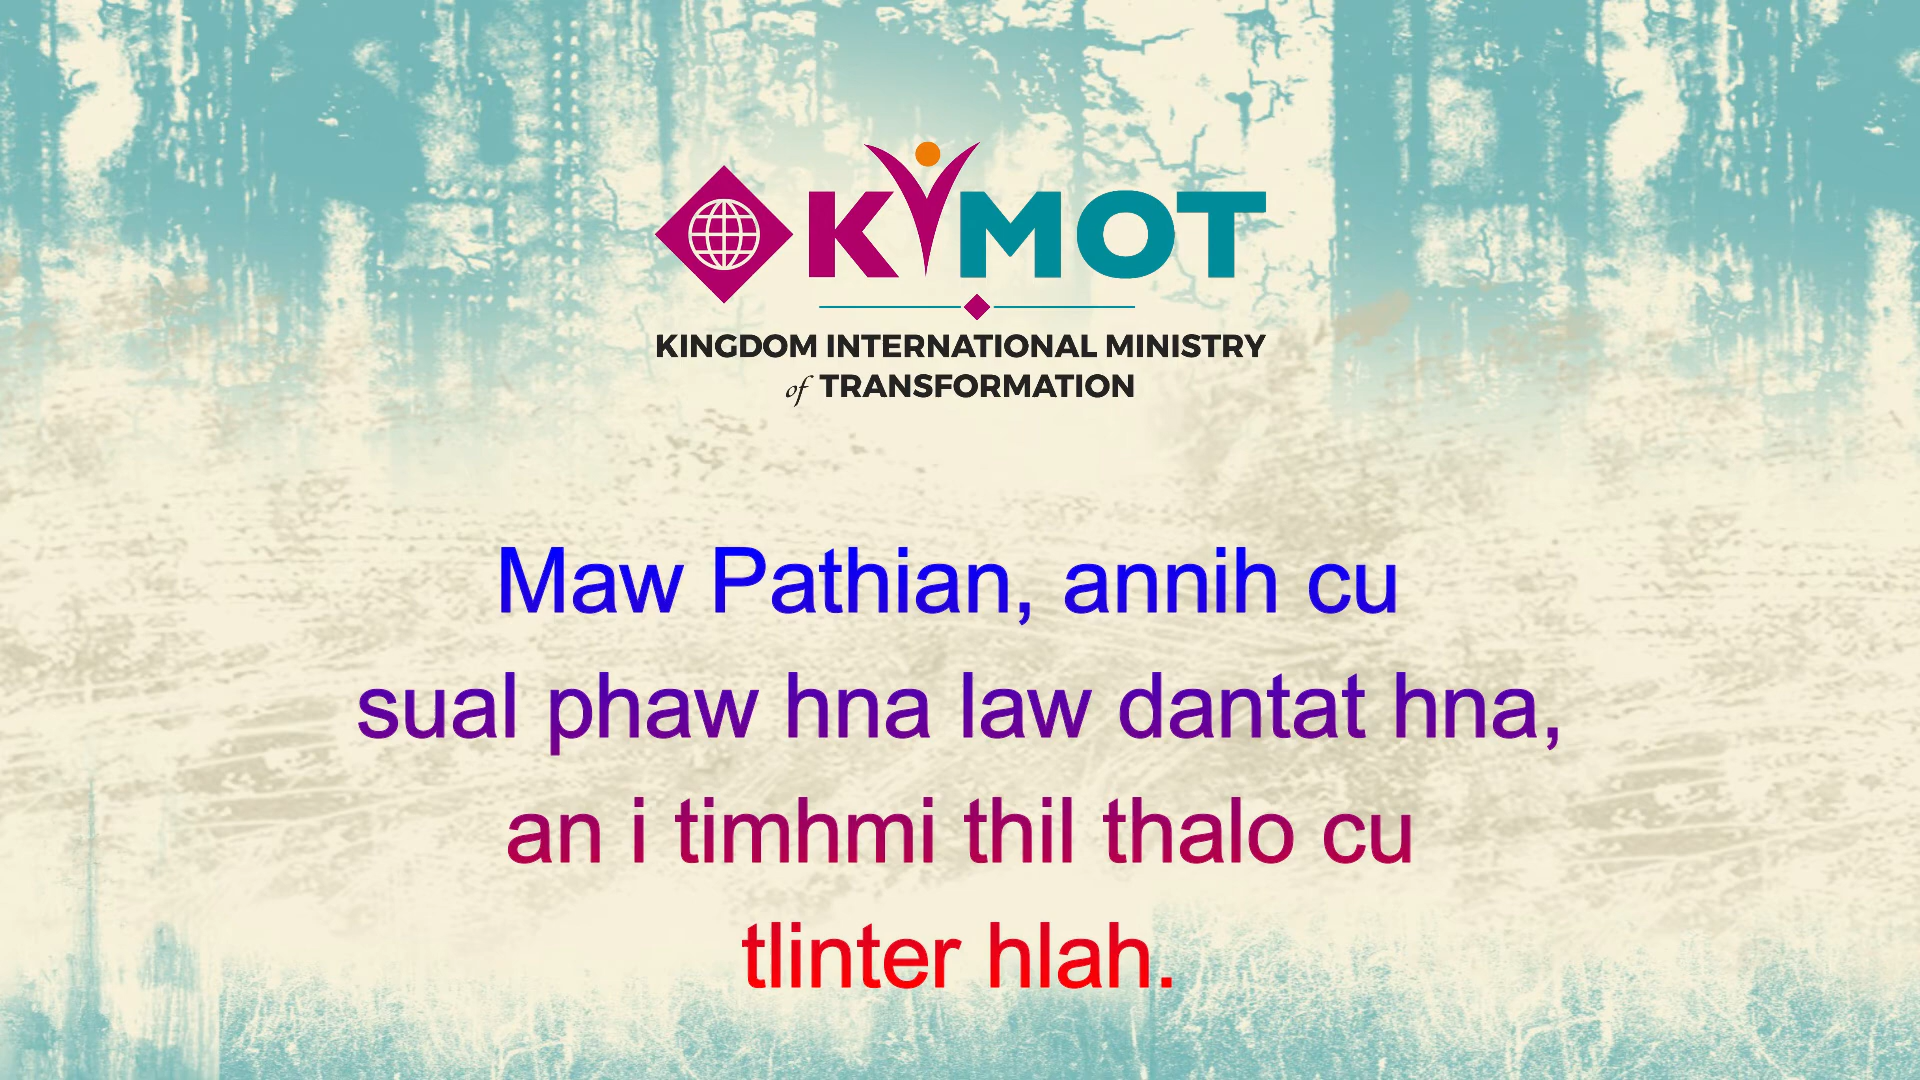 KIMOT
KINGDOM INTERNATIONAL MINISTRY
of TRANSFORMATION
Maw Pathian, annih cu
sual phaw hna law dantat hna,
an i timhmi thil thalo cu
tlinter hlah.